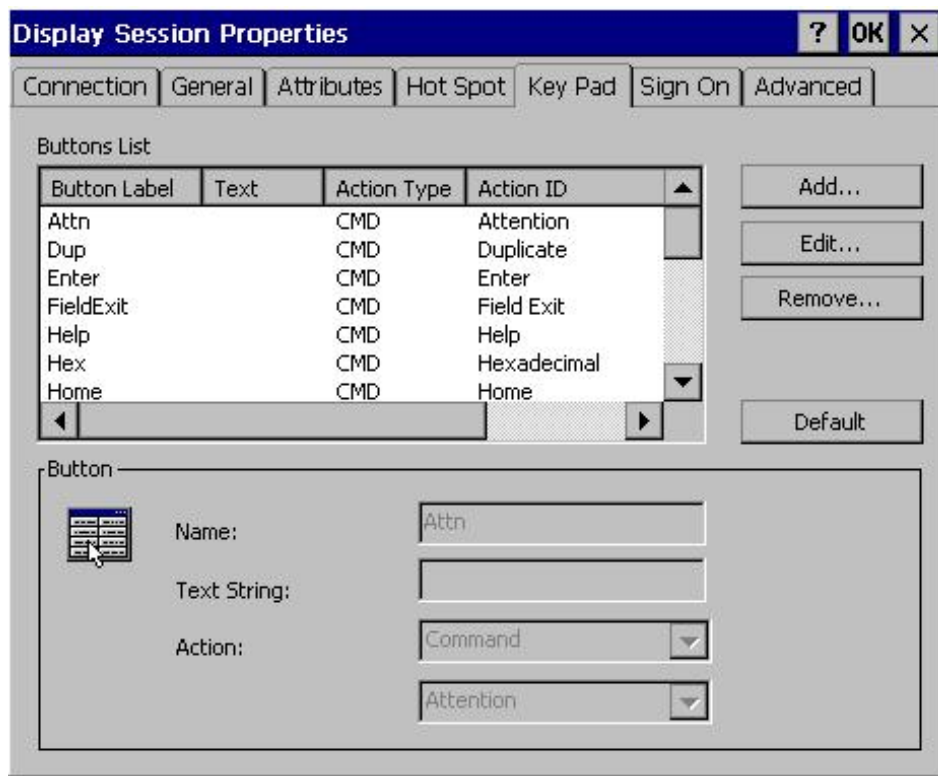 Display Session Properties ? OK ×
Connection General Attributes Hot Spot Key Pad Sign On Advanced
Buttons List
Button Label Text Action Type Action ID
Attn CMD Attention
Dup CMD Duplicate
Enter CMD Enter
FieldExit CMD Field Exit
Help CMD Help
Hex CMD Hexadecimal
Home CMD Home
Add...
Edit...
Remove...
Default
Button
Name: Attn
Text String:
Action: Command
Attention